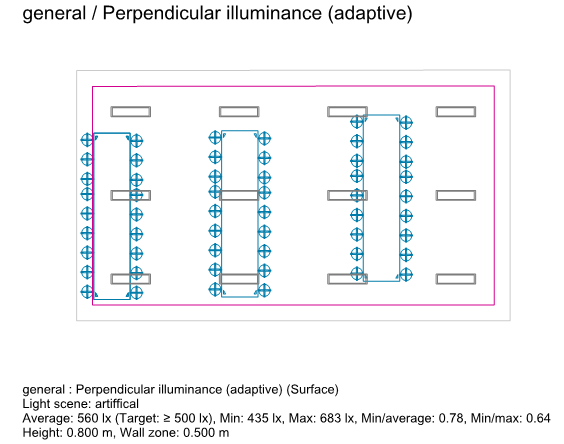 general / Perpendicular illuminance (adaptive)
general : Perpendicular illuminance (adaptive) (Surface)
Light scene: artiffical
Average: 560 lx (Target: ≥ 500 lx), Min: 435 lx, Max: 683 lx, Min/average: 0.78, Min/max: 0.64
Height: 0.800 m, Wall zone: 0.500 m